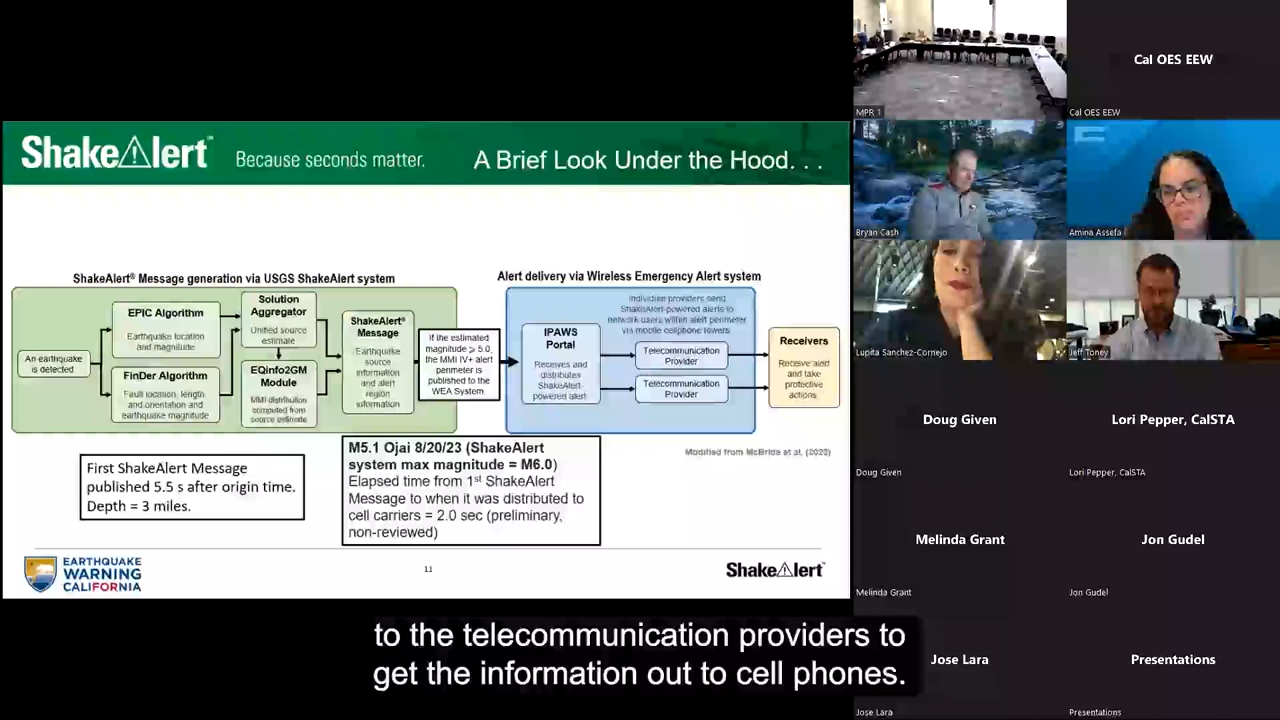 ShakeAlert™
Because seconds matter.
A Brief Look Under the Hood. . .
ShakeAlert® Message generation via USGS ShakeAlert system
An earthquake
is detected
EPIC Algorithm
Earthquake location
and magnitude
FinDer Algorithm
Fault location, length
and orientation and
earthquake magnitude
Solution
Aggregator
Unified source
estimate
EQinfo2GM
Module
MMI distribution
computed from
source estimate
ShakeAlert®
Message
Earthquake
source
information
and alert
region
information
If the estimated
magnitude ⩾ 5.0,
the MMI IV+ alert
perimeter is
published to the
WEA System.
Alert delivery via Wireless Emergency Alert system
IPAWS
Portal
Receives and
distributes
ShakeAlert-
powered alert
Individual providers send
ShakeAlert-powered alerts to
network users within alert perimeter
via mobile cellphone towers
Telecommunication
Provider
Telecommunication
Provider
Receivers
Receive alert
and take
protective
actions
Modified from McBride et al. (2022)
First ShakeAlert Message
published 5.5 s after origin time.
Depth = 3 miles.
M5.1 Ojai 8/20/23 (ShakeAlert
system max magnitude = M6.0)
Elapsed time from 1st ShakeAlert
Message to when it was distributed to
cell carriers = 2.0 sec (preliminary,
non-reviewed)
EARTHQUAKE
WARNING
CALIFORNIA
11
ShakeAlert™
to the telecommunication providers to
get the information out to cell phones.
MPR 1
Cal OES EEW
Cal OES EEW
Bryan Cash
Amina Assefa
Lupita Sanchez-Cornejo
Jeff Toney
Doug Given
Doug Given
Lori Pepper, CalSTA
Lori Pepper, CalSTA
Melinda Grant
Melinda Grant
Jon Gudel
Jon Gudel
Jose Lara
Jose Lara
Presentations
Presentations